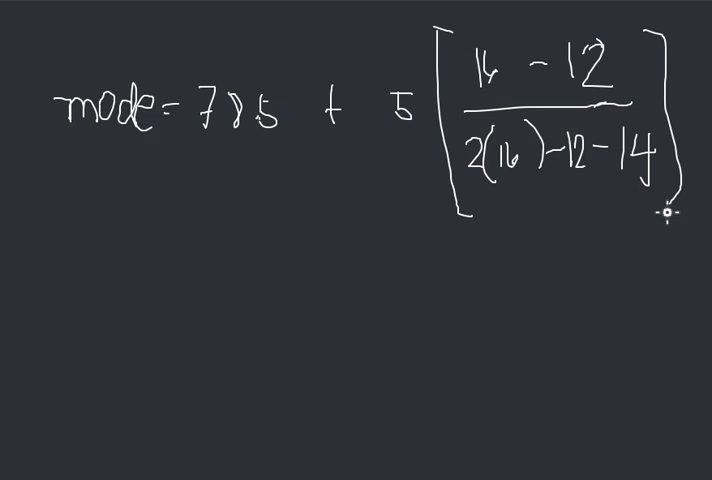 mode = 78.5 + 5 [ 16 - 12
2(16) - 12 - 14 ]